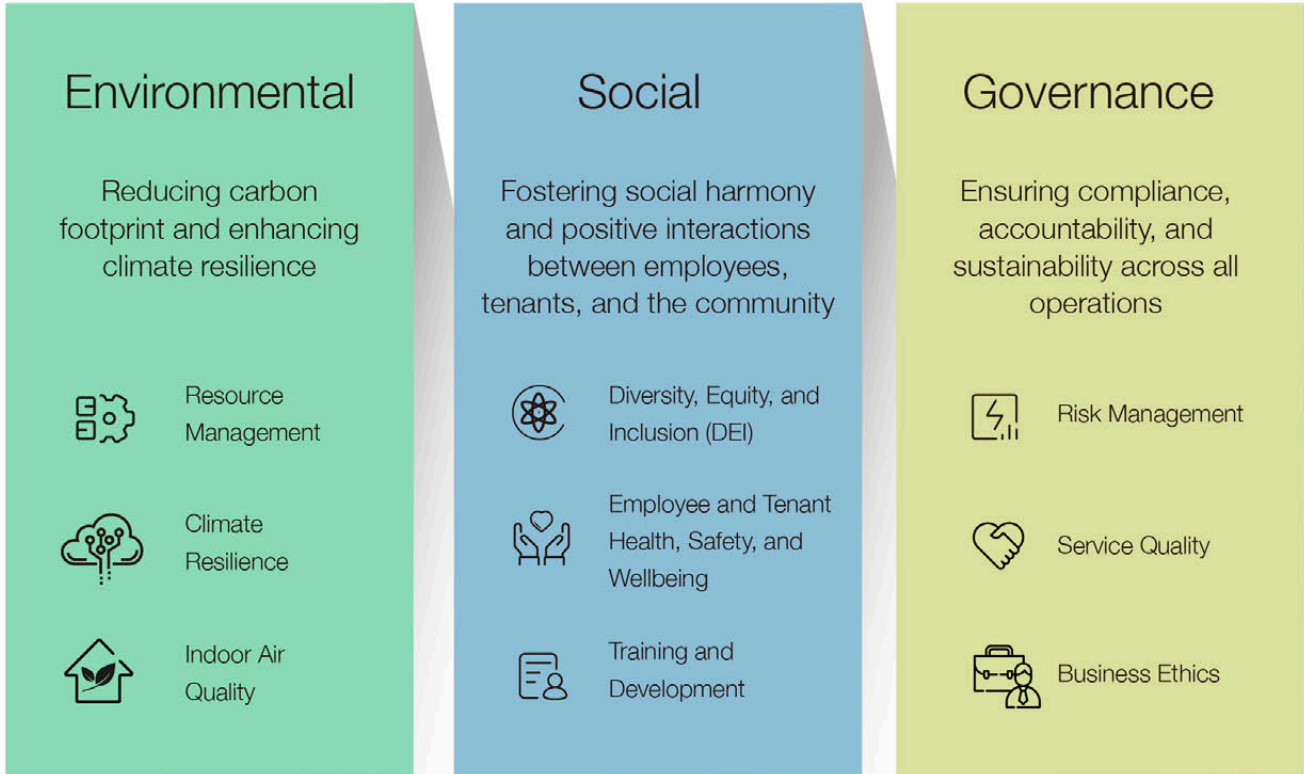 Environmental
Reducing carbon
footprint and enhancing
climate resilience
Resource
Management
Climate
Resilience
Indoor Air
Quality
Social
Fostering social harmony
and positive interactions
between employees,
tenants, and the community
Diversity, Equity, and
Inclusion (DEI)
Employee and Tenant
Health, Safety, and
Wellbeing
Training and
Development
Governance
Ensuring compliance,
accountability, and
sustainability across all
operations
Risk Management
Service Quality
Business Ethics